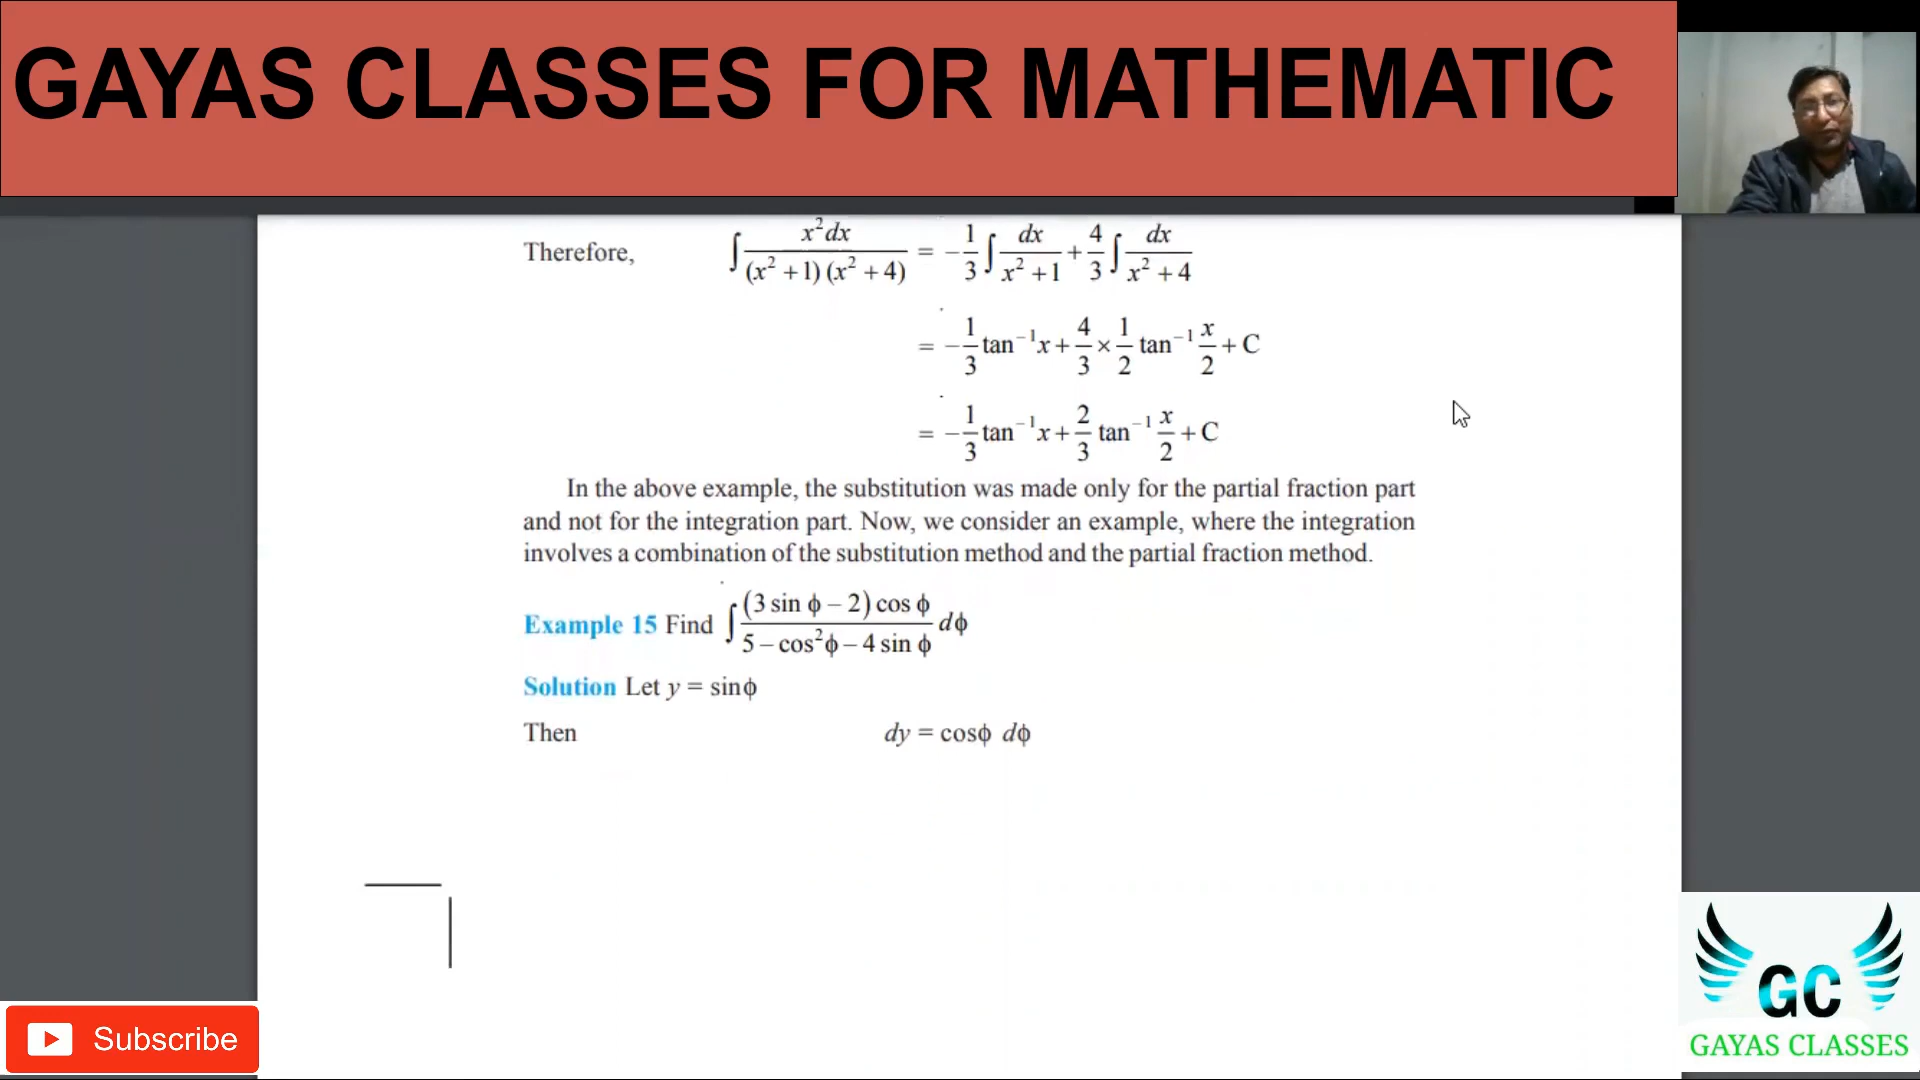 GAYAS CLASSES FOR MATHEMATIC
Therefore, ∫ x²dx / (x² + 1) (x² + 4) = −1/3 ∫ dx / x² + 1 + 4/3 ∫ dx / x² + 4
= −1/3 tan⁻¹x + 4/3 × 1/2 tan⁻¹ x/2 + C
= −1/3 tan⁻¹x + 2/3 tan⁻¹ x/2 + C
In the above example, the substitution was made only for the partial fraction part
and not for the integration part. Now, we consider an example, where the integration
involves a combination of the substitution method and the partial fraction method.
Example 15 Find ∫ (3 sin ϕ – 2) cos ϕ / 5 – cos²ϕ – 4 sin ϕ dϕ
Solution Let y = sinϕ
Then dy = cosϕ dϕ
GC
GAYAS CLASSES
Subscribe